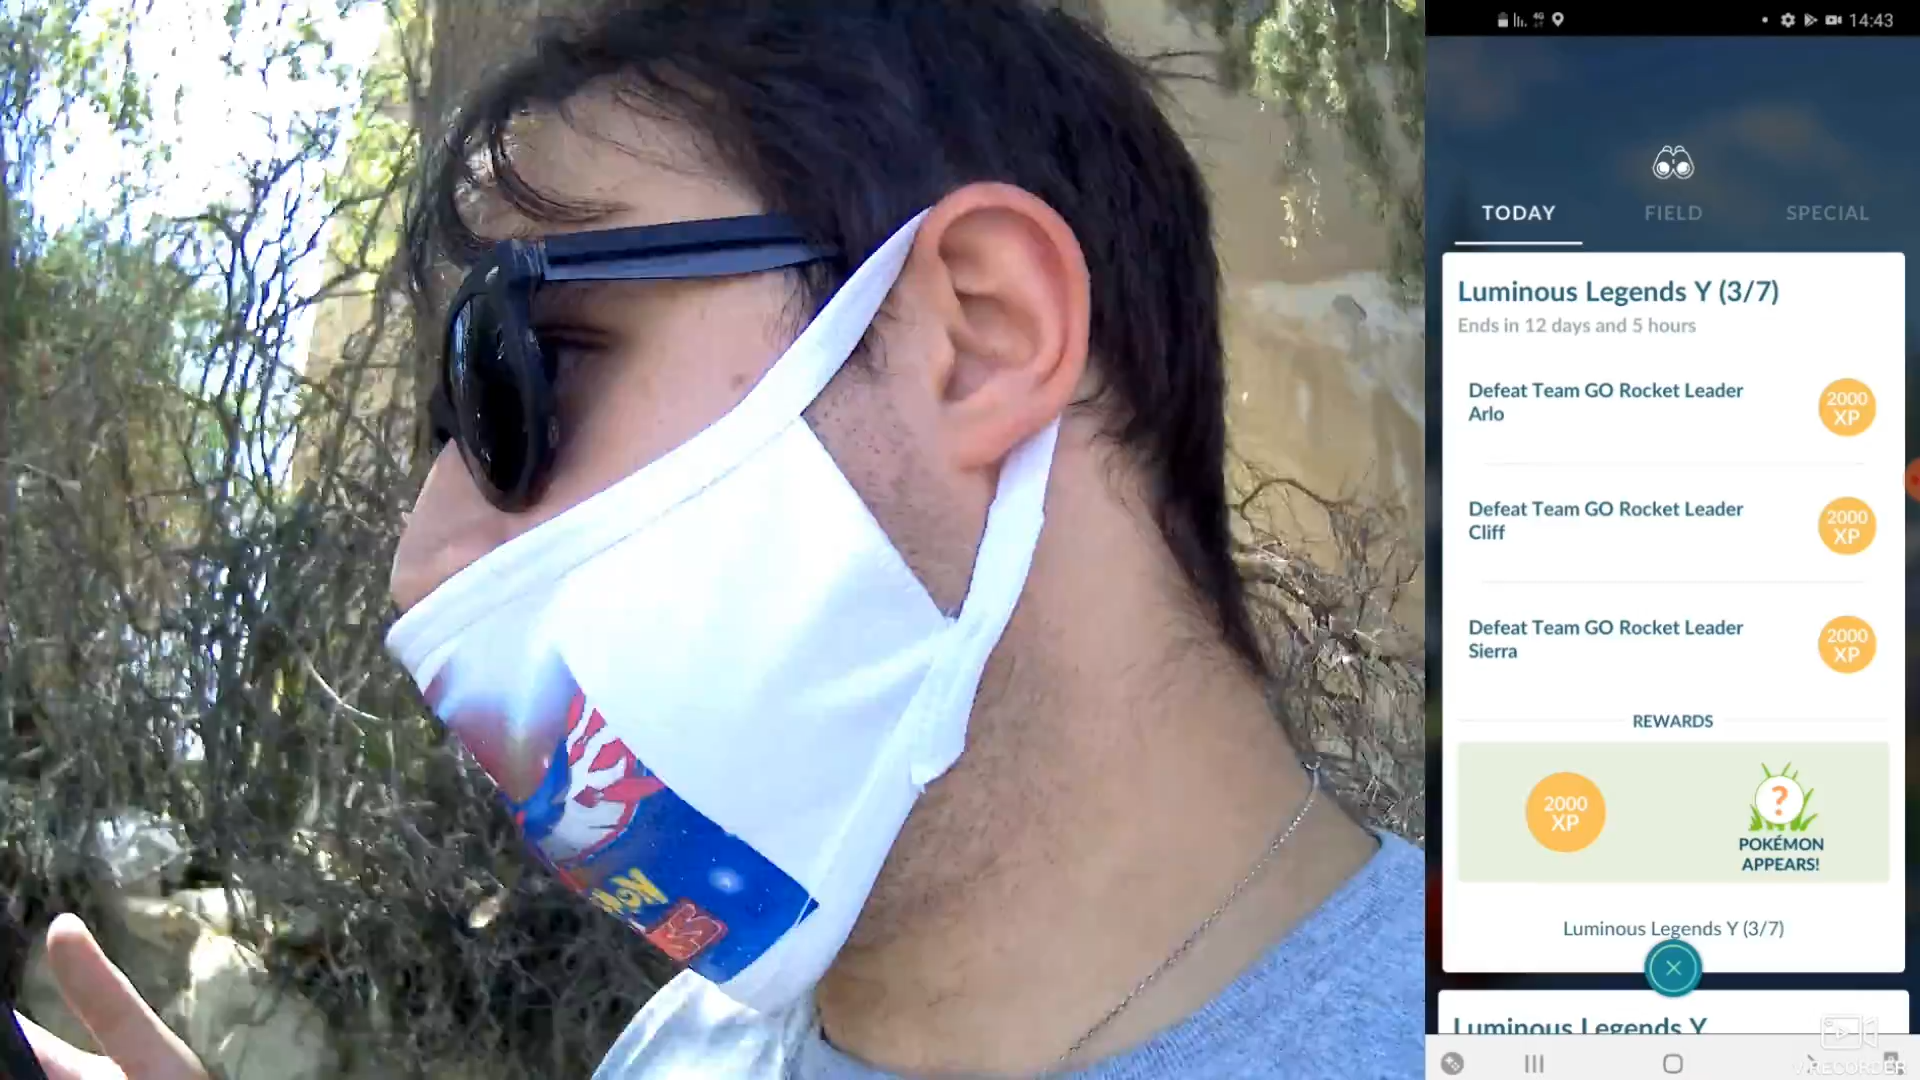 4G
14:43
TODAY
FIELD
SPECIAL
Luminous Legends Y (3/7)
Ends in 12 days and 5 hours
Defeat Team GO Rocket Leader
Arlo
2000
XP
Defeat Team GO Rocket Leader
Cliff
2000
XP
Defeat Team GO Rocket Leader
Sierra
2000
XP
REWARDS
2000
XP
?
POKÉMON
APPEARS!
Luminous Legends Y (3/7)
Luminous Legends Y